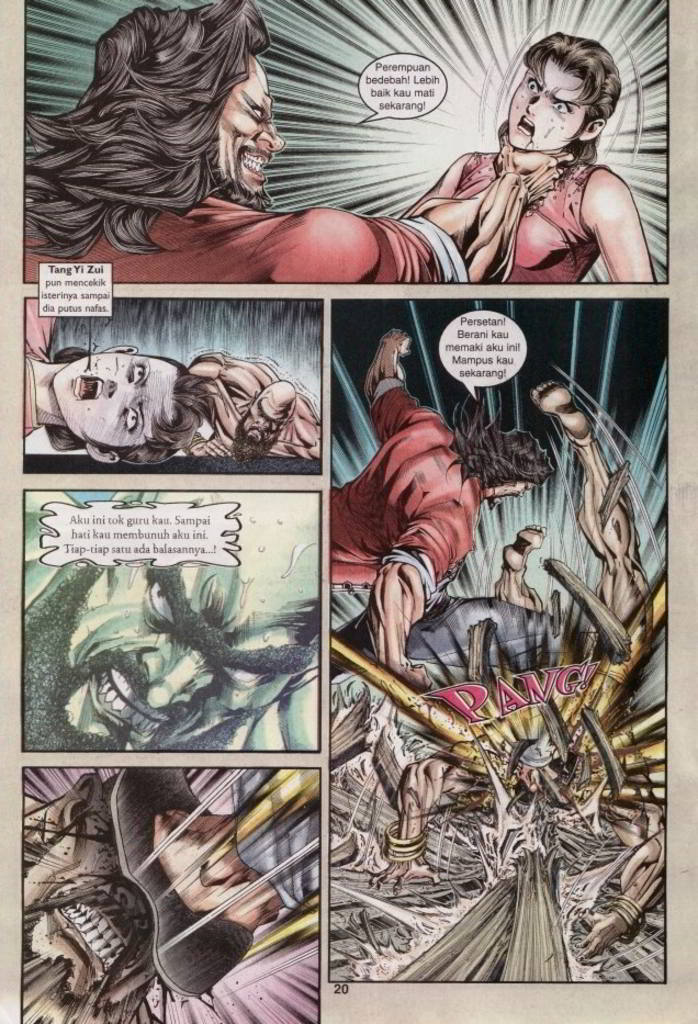 Perempuan
bedebah! Lebih
baik kau mati
sekarang!
Tang Yi Zui
pun mencekik
isterinya sampai
dia putus nafas.
Persetan!
Berani kau
memaki aku ini!
Mampus kau
sekarang!
Aku ini tok guru kau. Sampai
hati kau membunuh aku ini.
Tiap-tiap satu ada balasannya...!
PANG!
20